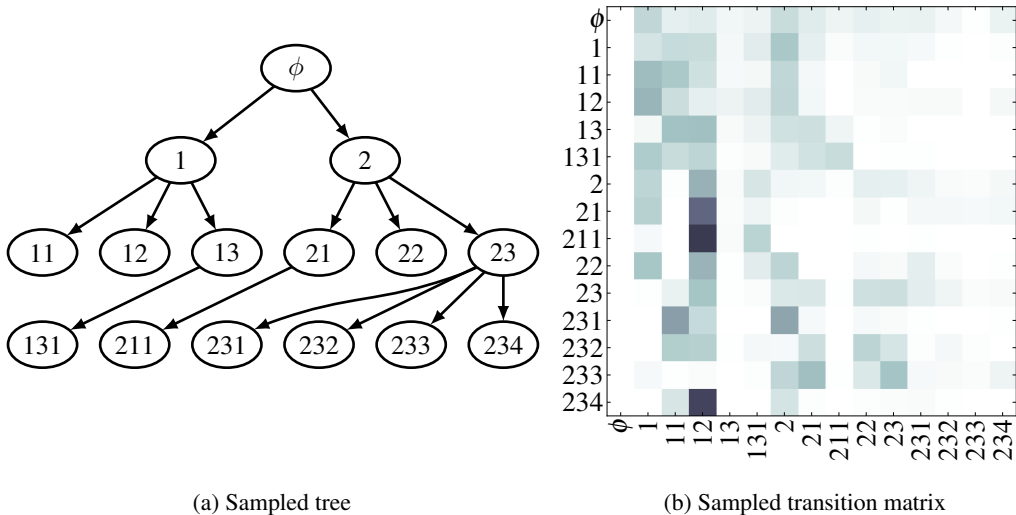 ϕ
1 2
11 12 13 21 22 23
131 211 231 232 233 234
(a) Sampled tree
ϕ
1
11
12
13
131
2
21
211
22
23
231
232
233
234
ϕ 1 11 12 13 131 2 21 211 22 23 231 232 233 234
(b) Sampled transition matrix